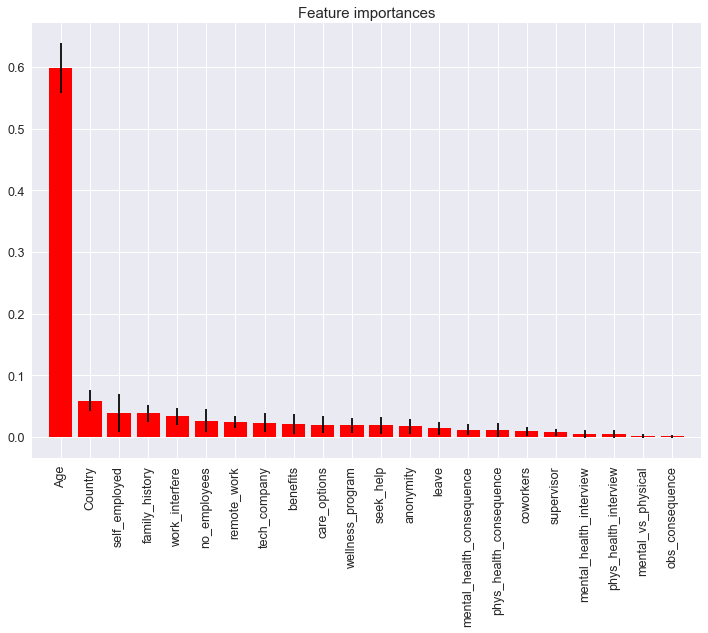 Feature importances
0.6
0.5
0.4
0.3
0.2
0.1
0.0
Age
Country
self_employed
family_history
work_interfere
no_employees
remote_work
tech_company
benefits
care_options
wellness_program
seek_help
anonymity
leave
mental_health_consequence
phys_health_consequence
coworkers
supervisor
mental_health_interview
phys_health_interview
mental_vs_physical
obs_consequence